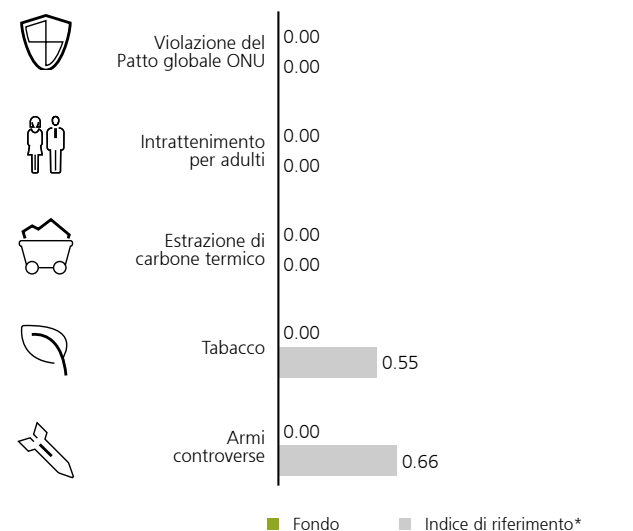 Violazione del
Patto globale ONU
0.00
0.00
Intrattenimento
per adulti
0.00
0.00
Estrazione di
carbone termico
0.00
0.00
Tabacco
0.00
0.55
Armi
controverse
0.00
0.66
Fondo
Indice di riferimento*